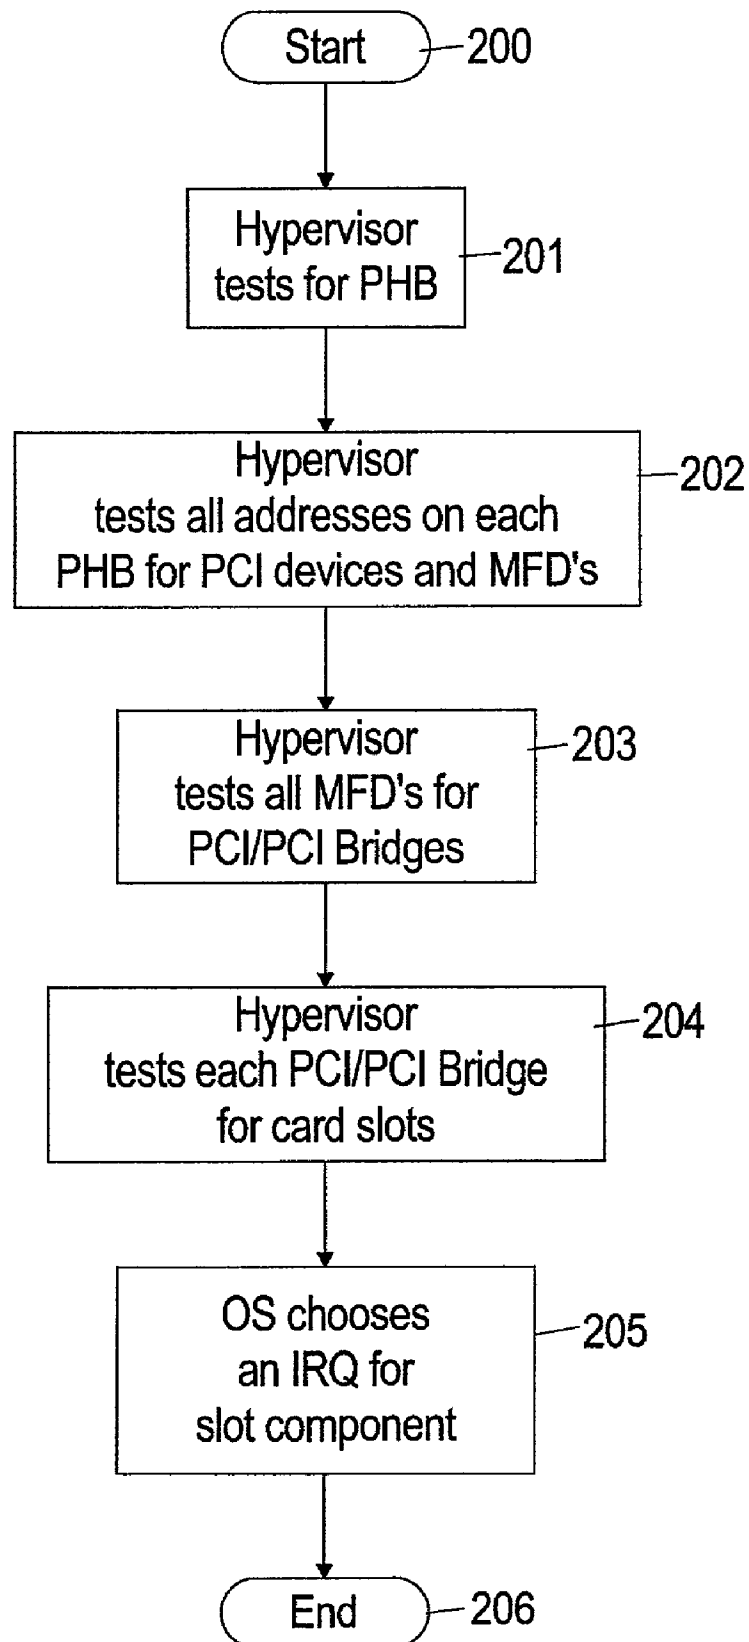 Start
200
Hypervisor
tests for PHB
201
Hypervisor
tests all addresses on each
PHB for PCI devices and MFD's
202
Hypervisor
tests all MFD's for
PCI/PCI Bridges
203
Hypervisor
tests each PCI/PCI Bridge
for card slots
204
OS chooses
an IRQ for
slot component
205
End
206